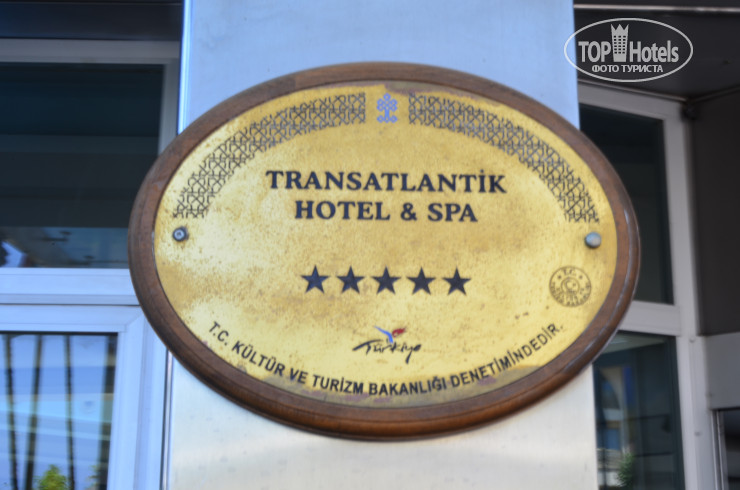 TOP Hotels
ФОТО ТУРИСТА
TRANSATLANTİK
HOTEL & SPA
Türkiye
T.C. KÜLTÜR VE TURİZM BAKANLIĞI DENETİMİNDEDİR.